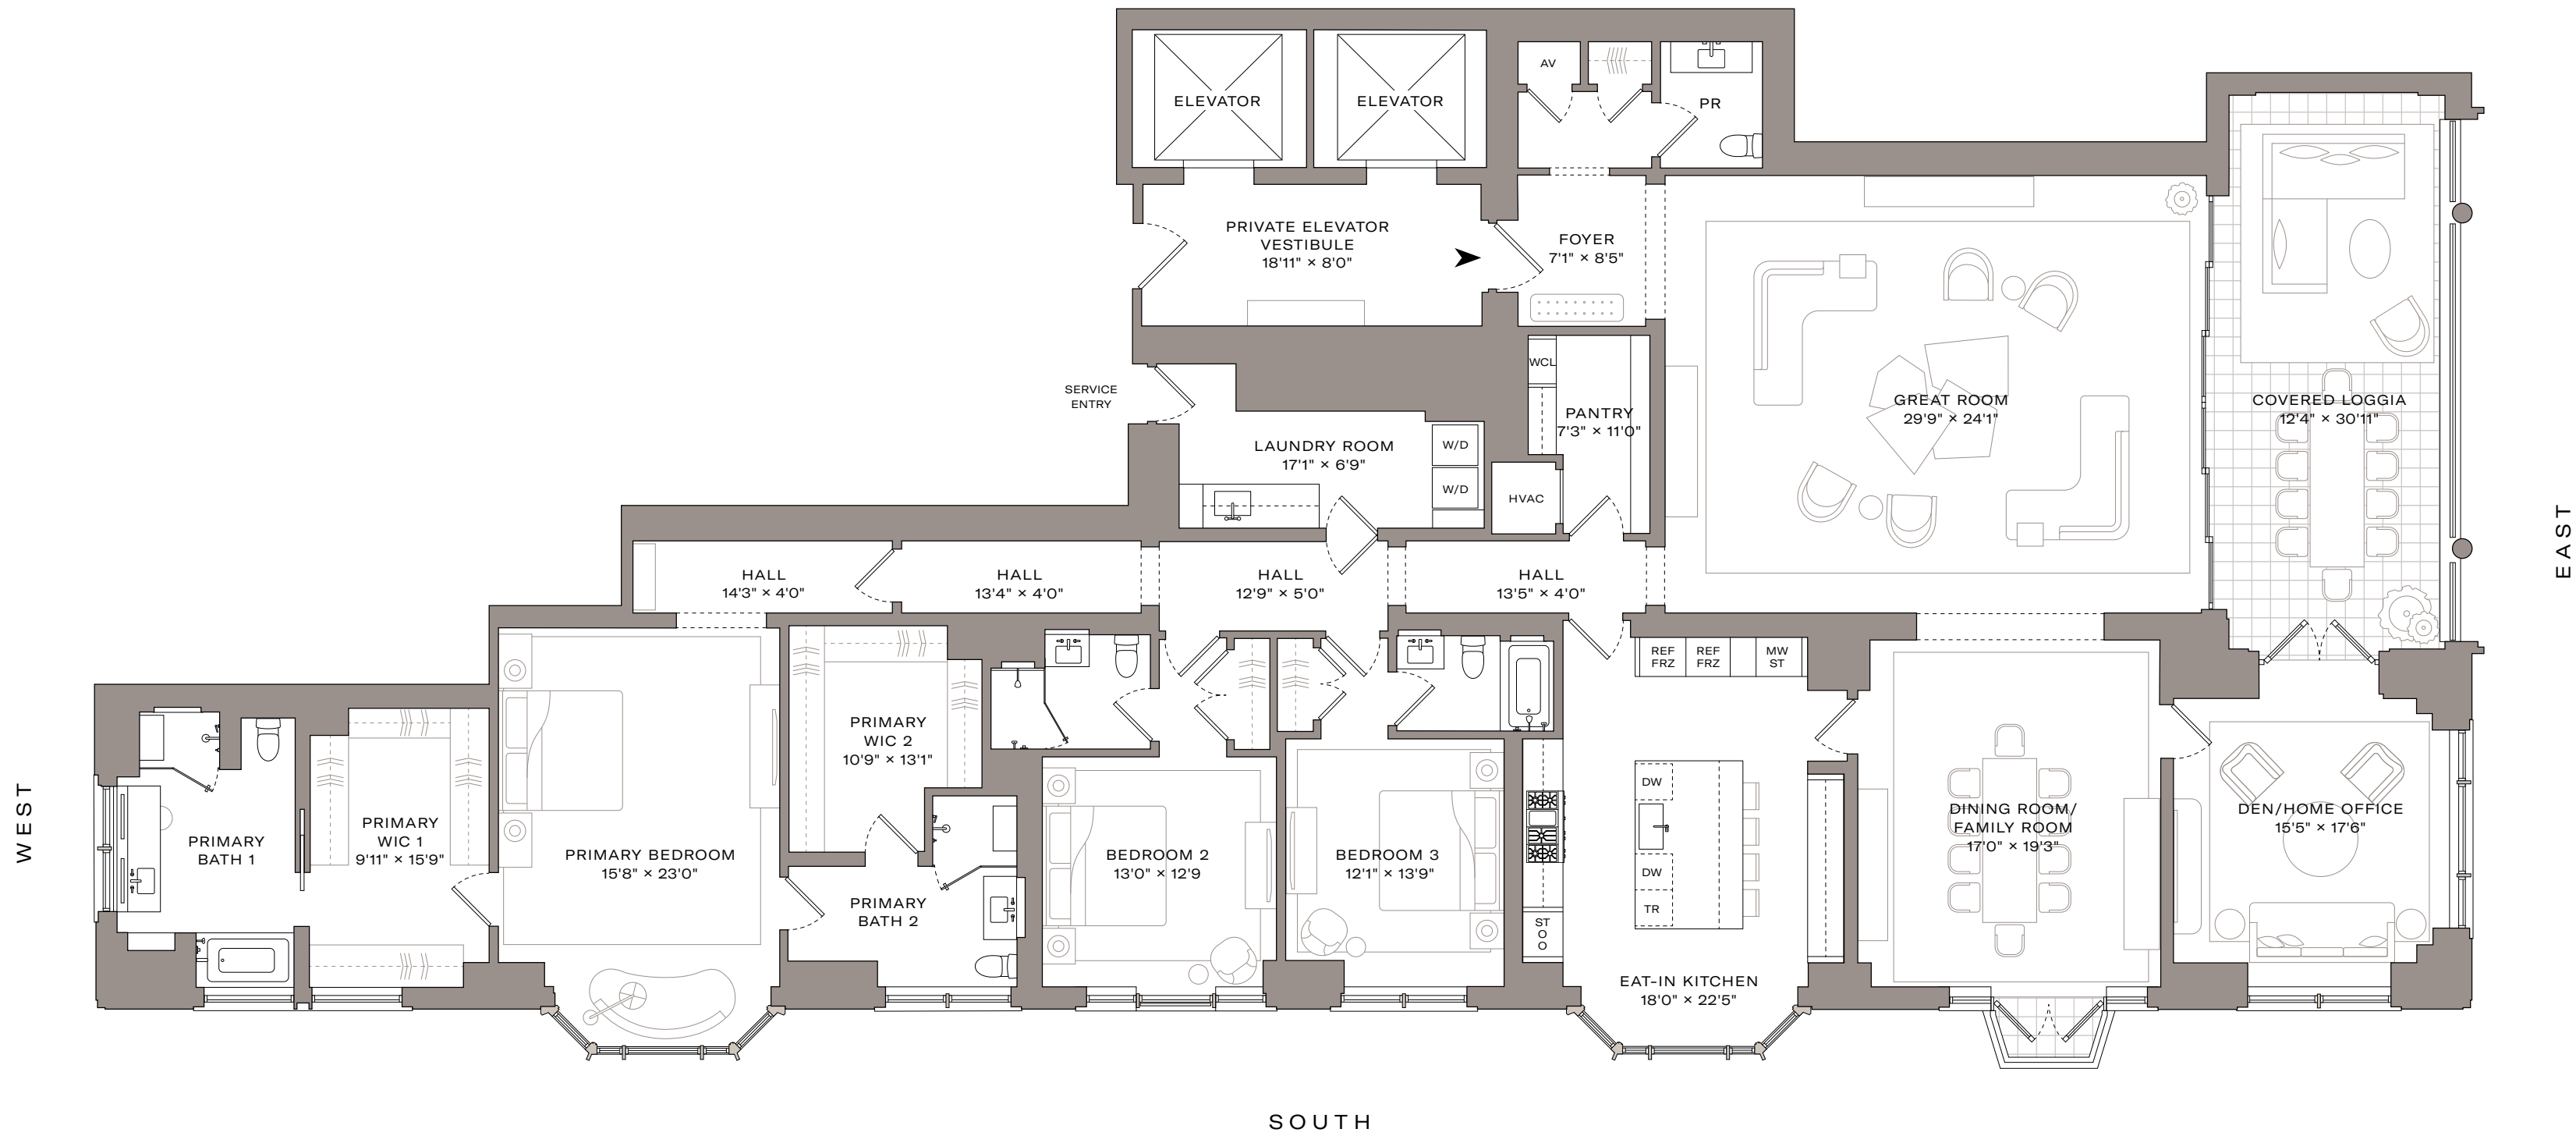 ELEVATOR
ELEVATOR
AV
PR
PRIVATE ELEVATOR
VESTIBULE
18'11" × 8'0"
FOYER
7'1" × 8'5"
SERVICE
ENTRY
WCL
PANTRY
7'3" × 11'0"
GREAT ROOM
29'9" × 24'1"
COVERED LOGGIA
12'4" × 30'11"
LAUNDRY ROOM
17'1" × 6'9"
W/D
W/D
HVAC
EAST
HALL
14'3" × 4'0"
HALL
13'4" × 4'0"
HALL
12'9" × 5'0"
HALL
13'5" × 4'0"
REF
FRZ
REF
FRZ
MW
ST
WEST
PRIMARY
BATH 1
PRIMARY
WIC 1
9'11" × 15'9"
PRIMARY BEDROOM
15'8" × 23'0"
PRIMARY
WIC 2
10'9" × 13'1"
PRIMARY
BATH 2
BEDROOM 2
13'0" × 12'9
BEDROOM 3
12'1" × 13'9"
DW
DW
TR
ST
O
O
EAT-IN KITCHEN
18'0" × 22'5"
DINING ROOM/
FAMILY ROOM
17'0" × 19'3"
DEN/HOME OFFICE
15'5" × 17'6"
SOUTH